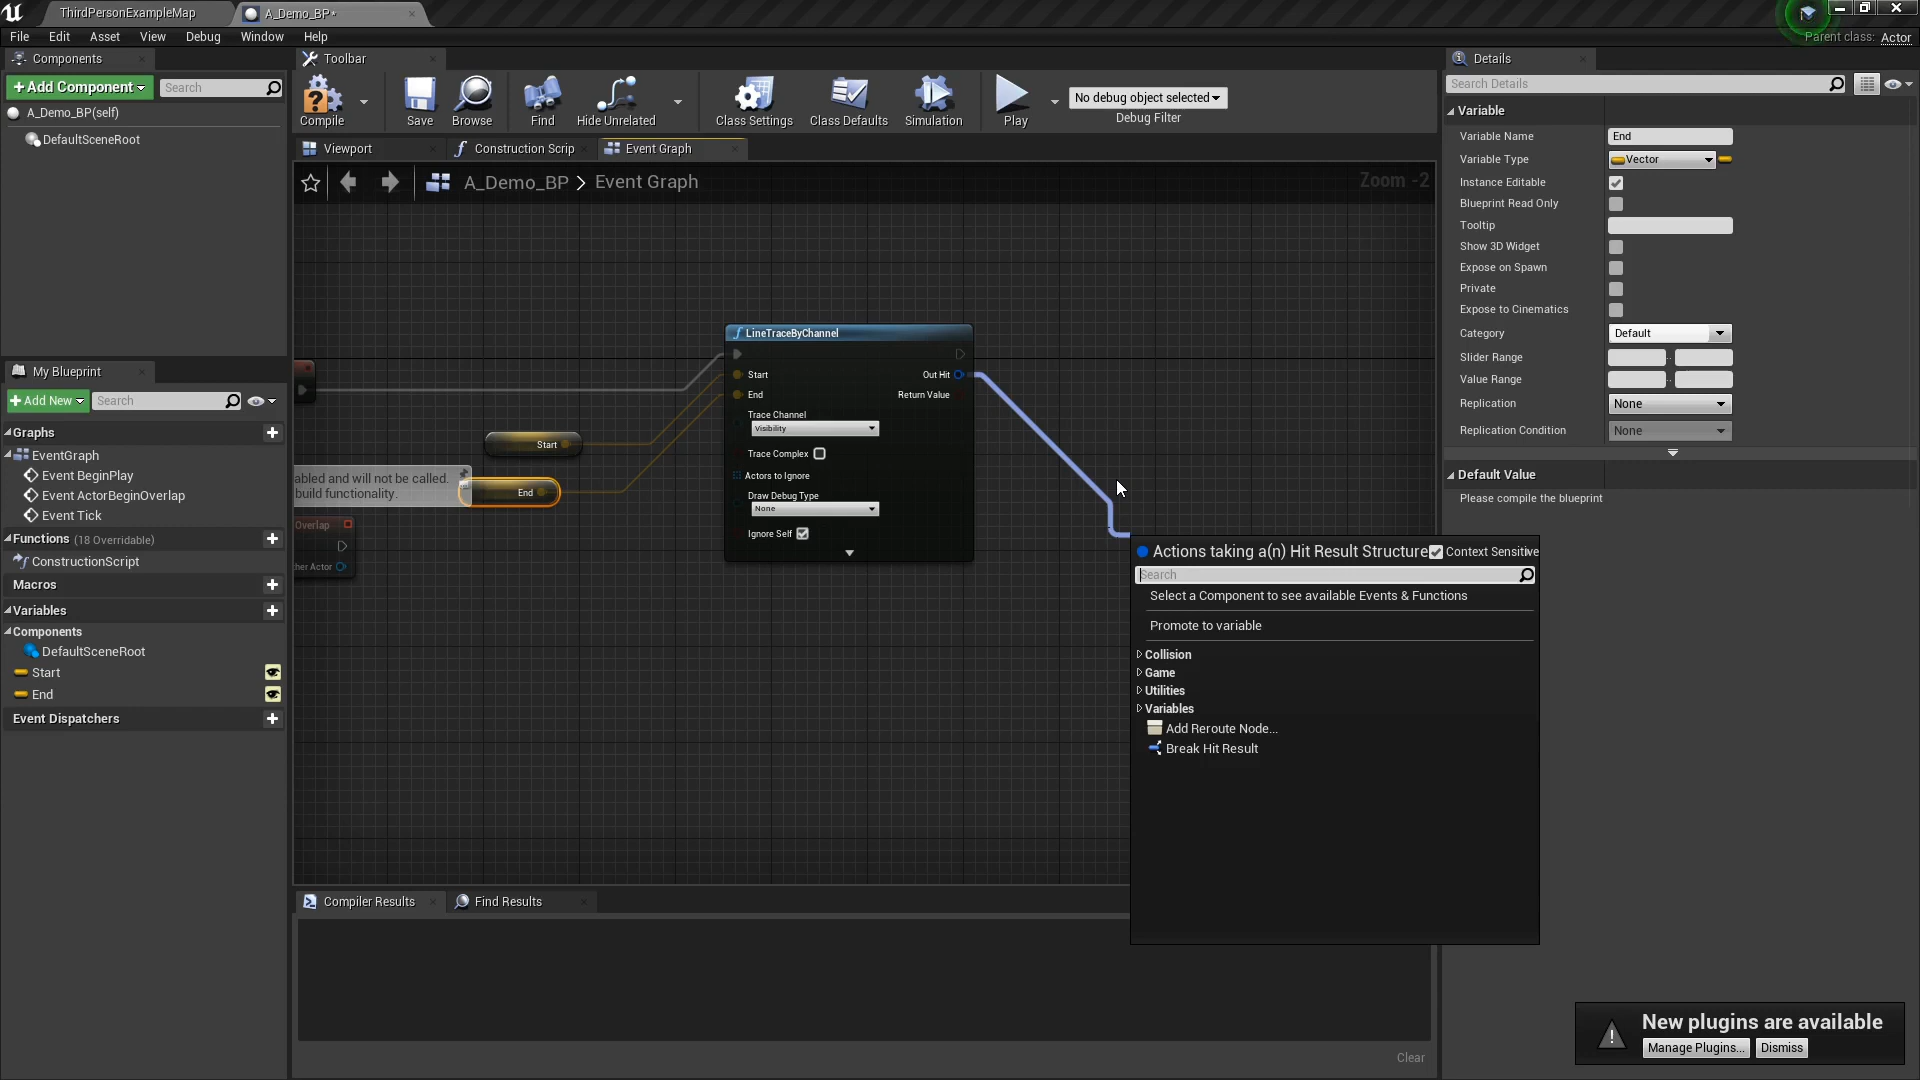 ThirdPersonExampleMap
A_Demo_BP*
File Edit Asset View Debug Window Help
Parent class: Actor
Components
+Add Component
Search
A_Demo_BP(self)
DefaultSceneRoot
Toolbar
Compile
Save
Browse
Find
Hide Unrelated
Class Settings
Class Defaults
Simulation
Play
No debug object selected
Debug Filter
Viewport
Construction Scrip
Event Graph
A_Demo_BP > Event Graph
Zoom -2
LineTraceByChannel
Start
Out Hit
End
Return Value
Trace Channel
Visibility
Trace Complex
Actors to Ignore
Draw Debug Type
None
Ignore Self
Start
abled and will not be called.
build functionality.
End
Overlap
her Actor
Actions taking a(n) Hit Result Structure
Context Sensitive
Search
Select a Component to see available Events & Functions
Promote to variable
Collision
Game
Utilities
Variables
Add Reroute Node...
Break Hit Result
My Blueprint
+Add New
Search
Graphs
EventGraph
Event BeginPlay
Event ActorBeginOverlap
Event Tick
Functions (18 Overridable)
ConstructionScript
Macros
Variables
Components
DefaultSceneRoot
Start
End
Event Dispatchers
Compiler Results
Find Results
Clear
Details
Search Details
Variable
Variable Name End
Variable Type Vector
Instance Editable
Blueprint Read Only
Tooltip
Show 3D Widget
Expose on Spawn
Private
Expose to Cinematics
Category Default
Slider Range
Value Range
Replication None
Replication Condition None
Default Value
Please compile the blueprint
New plugins are available
Manage Plugins...
Dismiss